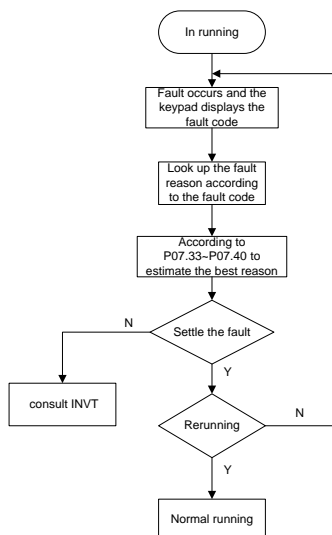 In running
Fault occurs and the
keypad displays the
fault code
Look up the fault
reason according
to the fault code
According to
P07.33~P07.40 to
estimate the best reason
N
Settle the fault
Y
consult INVT
Rerunning
N
Y
Normal running